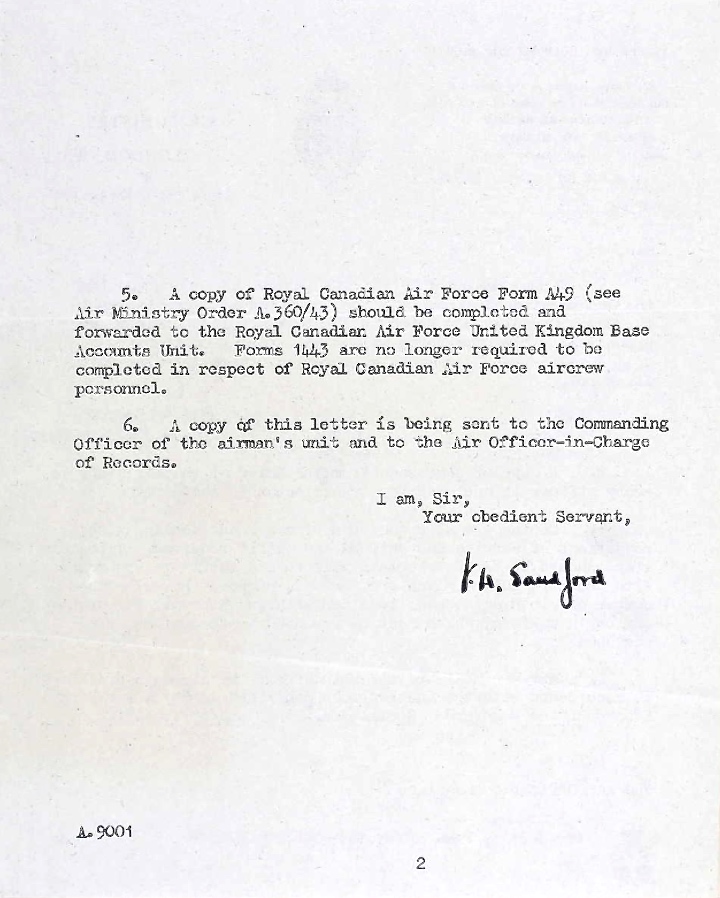 5. A copy of Royal Canadian Air Force Form A49 (see
Air Ministry Order A.360/43) should be completed and
forwarded to the Royal Canadian Air Force United Kingdom Base
Accounts Unit. Forms 1443 are no longer required to be
completed in respect of Royal Canadian Air Force aircrew
personnel.
6. A copy of this letter is being sent to the Commanding
Officer of the airman's unit and to the Air Officer-in-Charge
of Records.
I am, Sir,
Your obedient Servant,
Sandford
A.9001
2